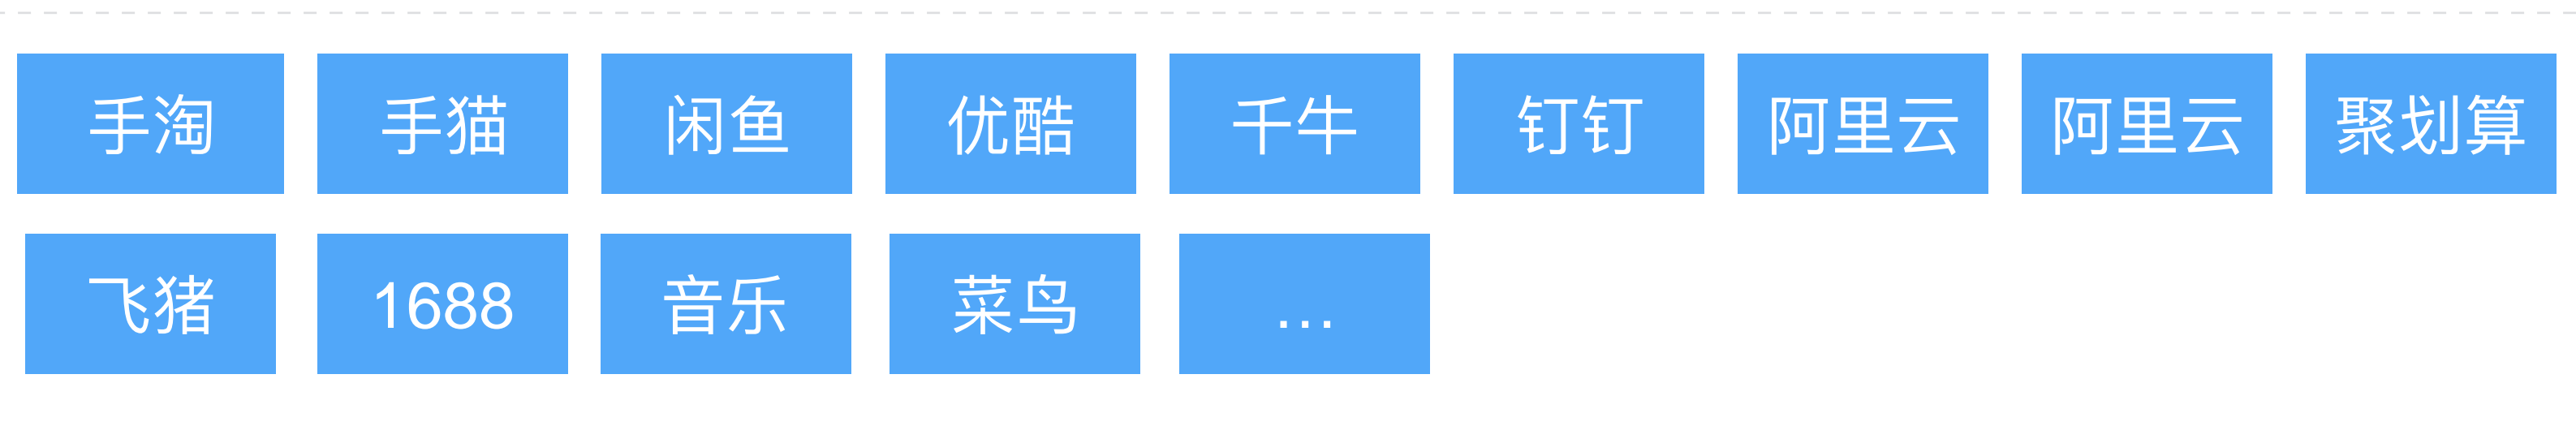 手淘 手猫 闲鱼 优酷 千牛 钉钉 阿里云 阿里云 聚划算
飞猪 1688 音乐 菜鸟 ...